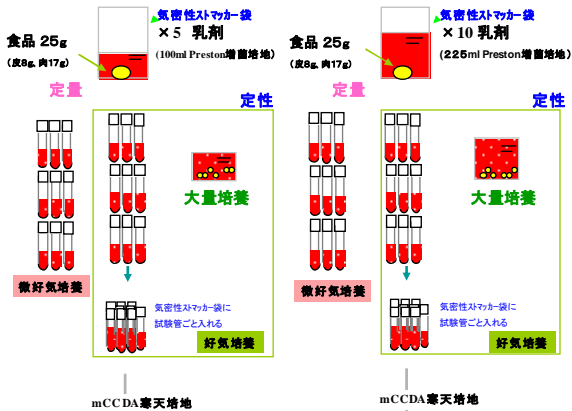 気密性ストマッカー袋
×5 乳剤
(100ml Preston増菌培地)
食品 25g
(皮8g、肉17g)
定量
定性
大量培養
微好気培養
気密性ストマッカー袋に
試験管ごと入れる
好気培養
mCCDA寒天培地
気密性ストマッカー袋
×10 乳剤
(225ml Preston増菌培地)
食品 25g
(皮8g、肉17g)
定量
定性
大量培養
微好気培養
気密性ストマッカー袋に
試験管ごと入れる
好気培養
mCCDA寒天培地